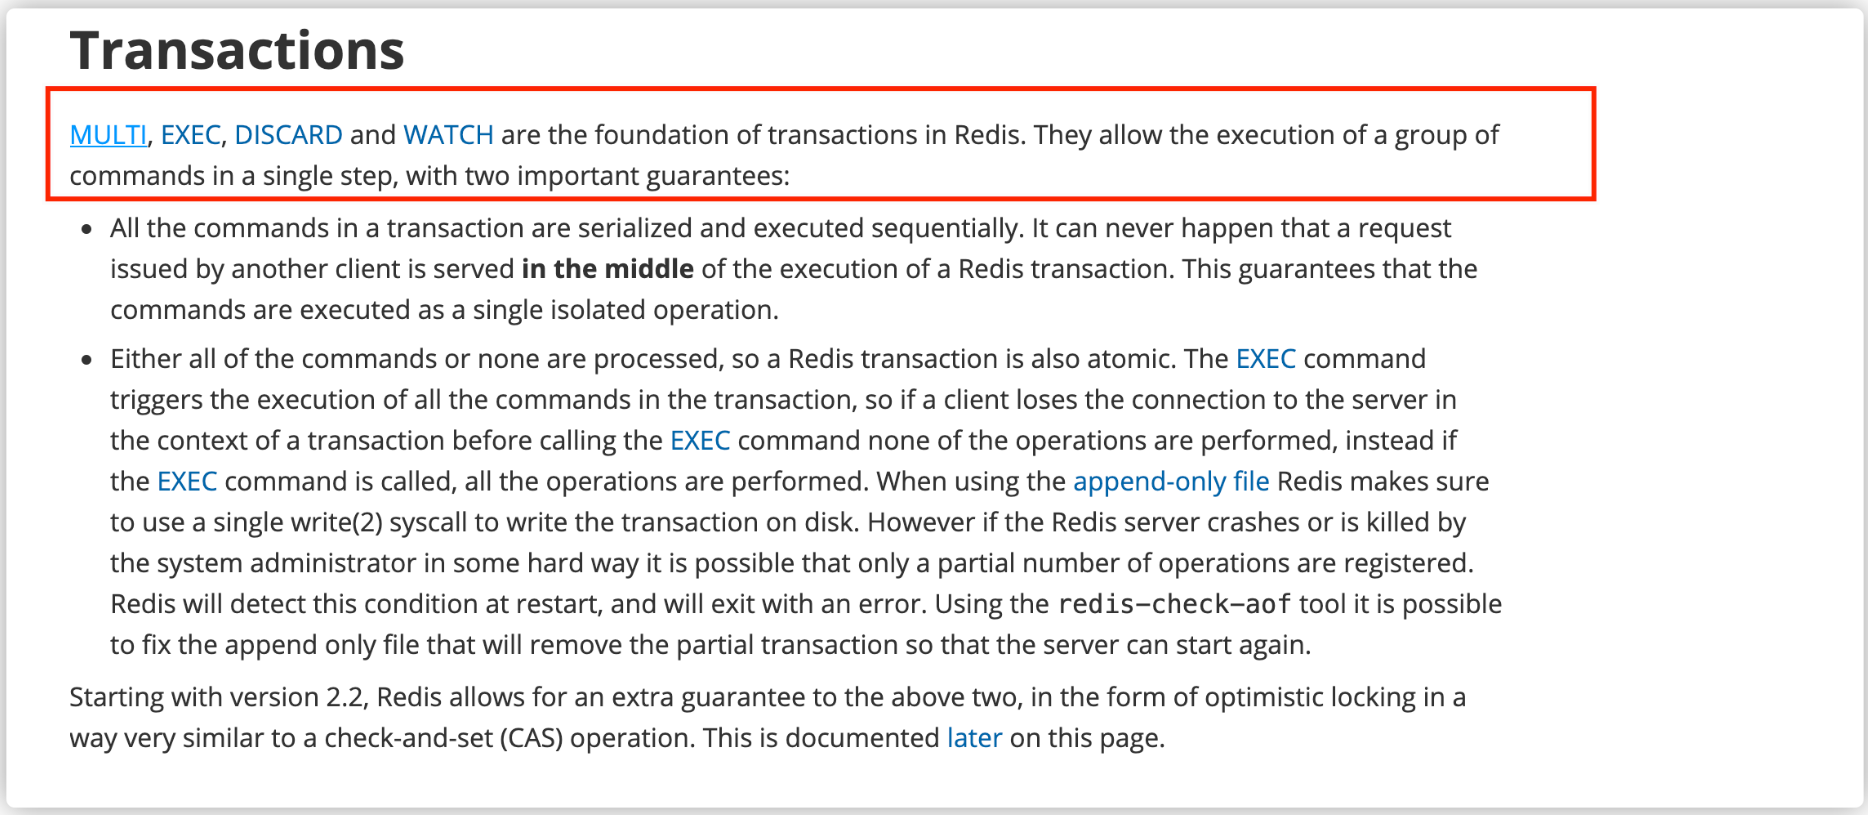 Transactions
MULTI, EXEC, DISCARD and WATCH are the foundation of transactions in Redis. They allow the execution of a group of
commands in a single step, with two important guarantees:
• All the commands in a transaction are serialized and executed sequentially. It can never happen that a request
issued by another client is served in the middle of the execution of a Redis transaction. This guarantees that the
commands are executed as a single isolated operation.
• Either all of the commands or none are processed, so a Redis transaction is also atomic. The EXEC command
triggers the execution of all the commands in the transaction, so if a client loses the connection to the server in
the context of a transaction before calling the EXEC command none of the operations are performed, instead if
the EXEC command is called, all the operations are performed. When using the append-only file Redis makes sure
to use a single write(2) syscall to write the transaction on disk. However if the Redis server crashes or is killed by
the system administrator in some hard way it is possible that only a partial number of operations are registered.
Redis will detect this condition at restart, and will exit with an error. Using the redis-check-aof tool it is possible
to fix the append only file that will remove the partial transaction so that the server can start again.
Starting with version 2.2, Redis allows for an extra guarantee to the above two, in the form of optimistic locking in a
way very similar to a check-and-set (CAS) operation. This is documented later on this page.